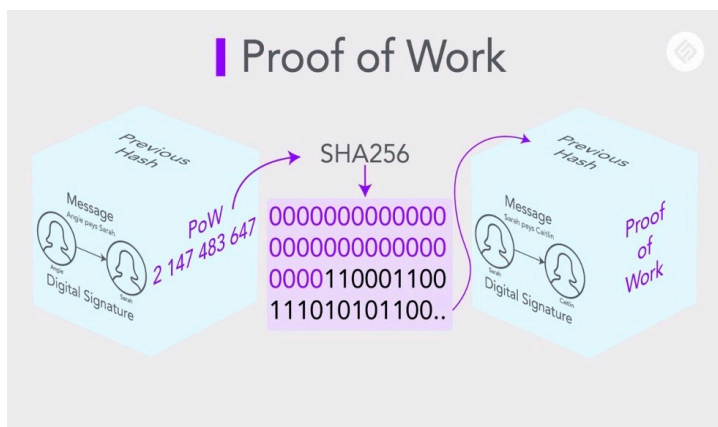 Proof of Work
Previous
Hash
Message
Angie pays Sarah
Angie
Sarah
Digital Signature
PoW
2 147 483 647
SHA256
0000000000000
0000000000000
0000110001100
111010101100..
Previous
Hash
Message
Sarah pays Caitlin
Sarah
Caitlin
Digital Signature
Proof
of
Work